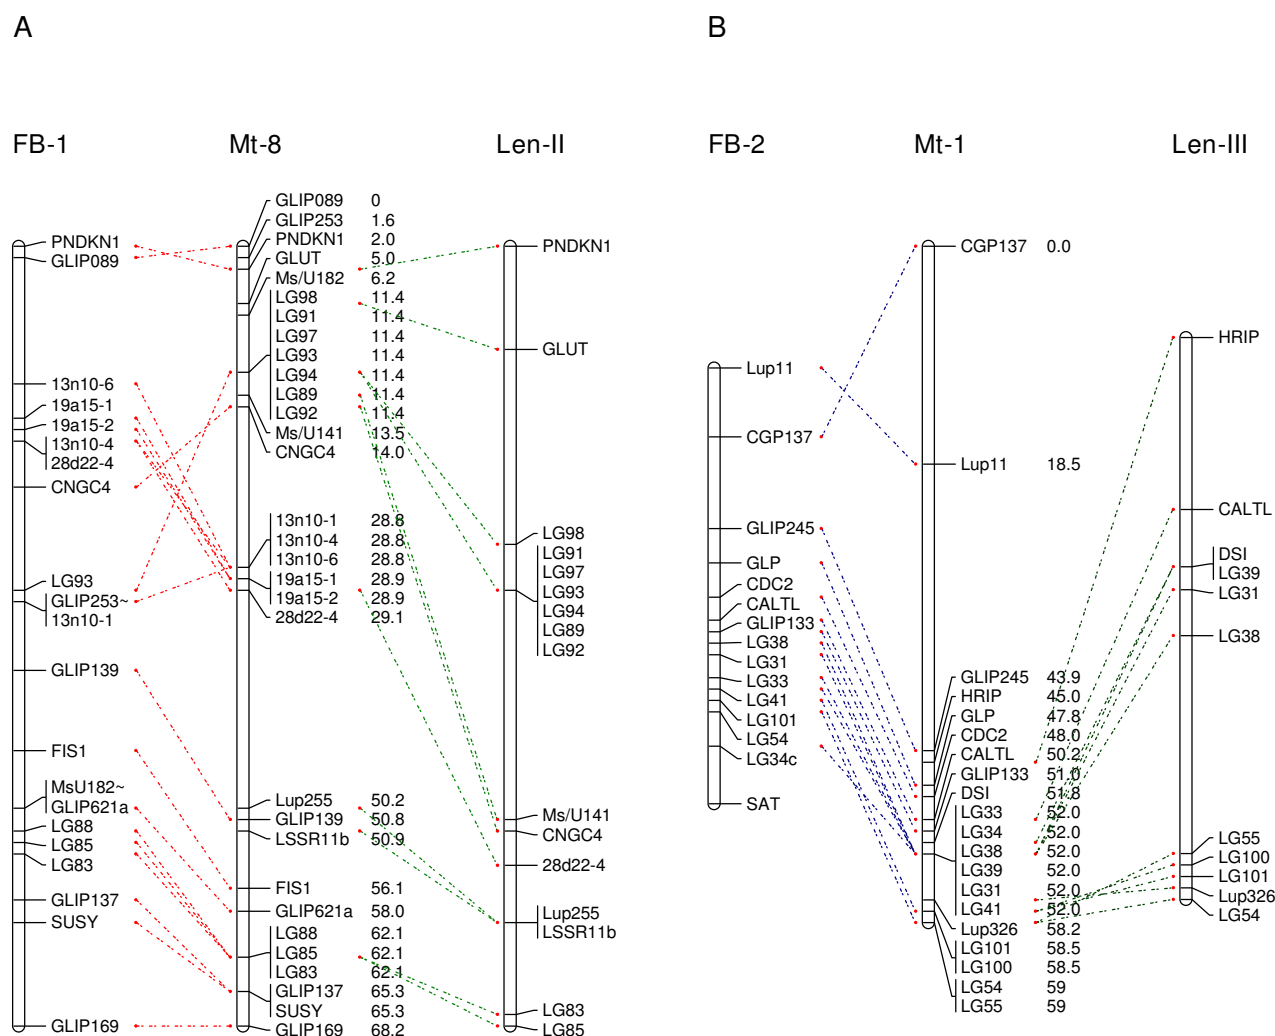 A
B
FB-1
Mt-8
Len-II
FB-2
Mt-1
Len-III
PNDKN1
GLIP089
13n10-6
19a15-1
19a15-2
13n10-4
28d22-4
CNGC4
LG93
GLIP253~
13n10-1
GLIP139
FIS1
MsU182~
GLIP621a
LG88
LG85
LG83
GLIP137
SUSY
GLIP169
GLIP089 0
GLIP253 1.6
PNDKN1 2.0
GLUT 5.0
Ms/U182 6.2
LG98 11.4
LG91 11.4
LG97 11.4
LG93 11.4
LG94 11.4
LG89 11.4
LG92 11.4
Ms/U141 13.5
CNGC4 14.0
13n10-1 28.8
13n10-4 28.8
13n10-6 28.8
19a15-1 28.9
19a15-2 28.9
28d22-4 29.1
Lup255 50.2
GLIP139 50.8
LSSR11b 50.9
FIS1 56.1
GLIP621a 58.0
LG88 62.1
LG85 62.1
LG83 62.1
GLIP137 65.3
SUSY 65.3
GLIP169 68.2
PNDKN1
GLUT
LG98
LG91
LG97
LG93
LG94
LG89
LG92
Ms/U141
CNGC4
28d22-4
Lup255
LSSR11b
LG83
LG85
Lup11
CGP137
GLIP245
GLP
CDC2
CALTL
GLIP133
LG38
LG31
LG33
LG41
LG101
LG54
LG34c
SAT
CGP137 0.0
Lup11 18.5
GLIP245 43.9
HRIP 45.0
GLP 47.8
CDC2 48.0
CALTL 50.2
GLIP133 51.0
DSI 51.8
LG33 52.0
LG34 52.0
LG38 52.0
LG39 52.0
LG31 52.0
LG41 52.0
Lup326 58.2
LG101 58.5
LG100 58.5
LG54 59
LG55 59
HRIP
CALTL
DSI
LG39
LG31
LG38
LG55
LG100
LG101
Lup326
LG54